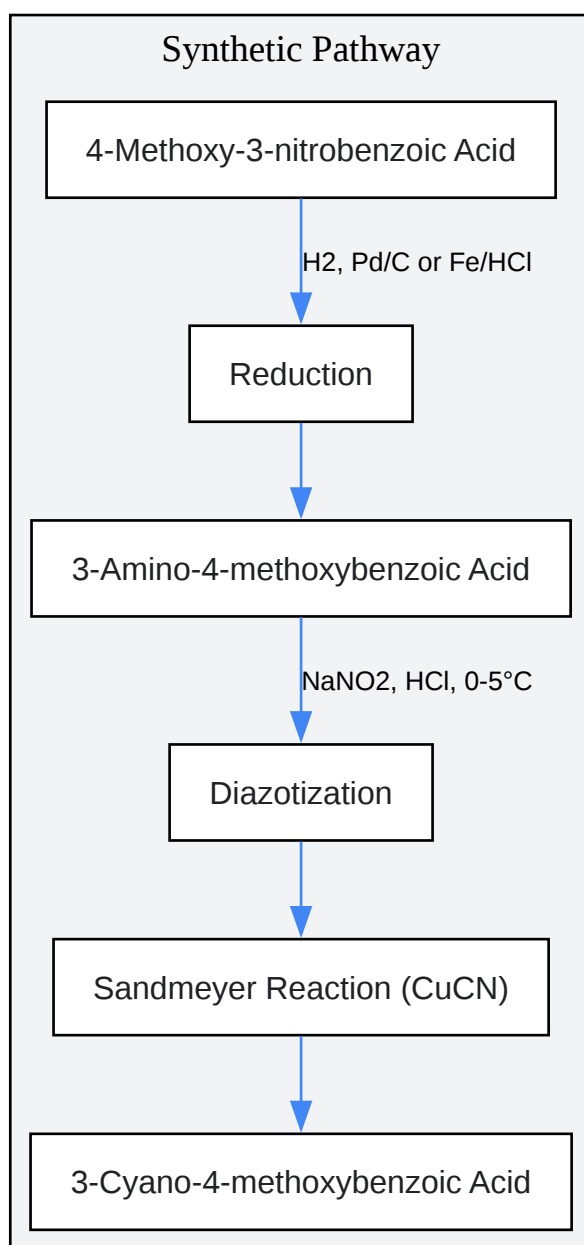 Synthetic Pathway
4-Methoxy-3-nitrobenzoic Acid
H2, Pd/C or Fe/HCl
Reduction
3-Amino-4-methoxybenzoic Acid
NaNO2, HCl, 0-5°C
Diazotization
Sandmeyer Reaction (CuCN)
3-Cyano-4-methoxybenzoic Acid